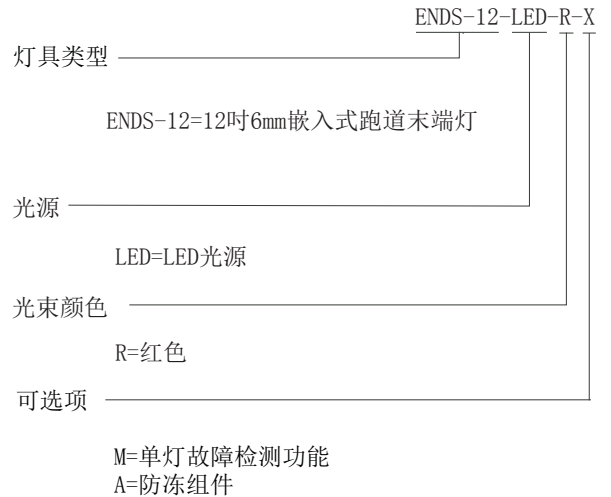 ENDS-12-LED-R-X
灯具类型
ENDS-12=12吋6mm嵌入式跑道末端灯
光源
LED=LED光源
光束颜色
R=红色
可选项
M=单灯故障检测功能
A=防冻组件